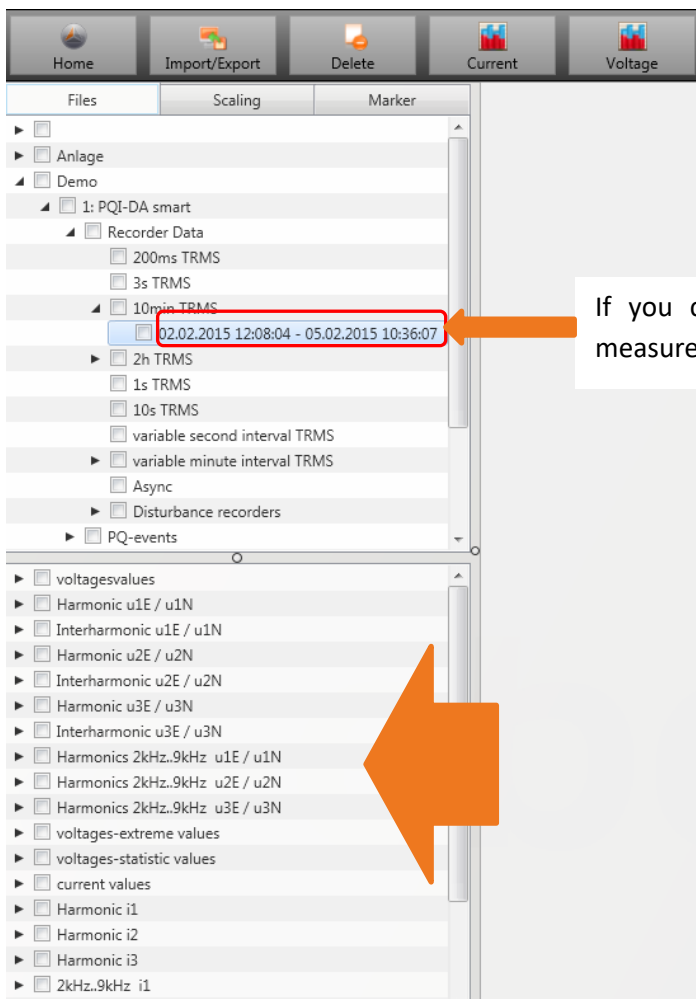 Home Import/Export Delete Current Voltage
Files Scaling Marker
Anlage
Demo
1: PQI-DA smart
Recorder Data
200ms TRMS
3s TRMS
10min TRMS
02.02.2015 12:08:04 - 05.02.2015 10:36:07
2h TRMS
1s TRMS
10s TRMS
variable second interval TRMS
variable minute interval TRMS
Async
Disturbance recorders
PQ-events
If you
measure
voltagesvalues
Harmonic u1E / u1N
Interharmonic u1E / u1N
Harmonic u2E / u2N
Interharmonic u2E / u2N
Harmonic u3E / u3N
Interharmonic u3E / u3N
Harmonics 2kHz..9kHz u1E / u1N
Harmonics 2kHz..9kHz u2E / u2N
Harmonics 2kHz..9kHz u3E / u3N
voltages-extreme values
voltages-statistic values
current values
Harmonic i1
Harmonic i2
Harmonic i3
2kHz..9kHz i1